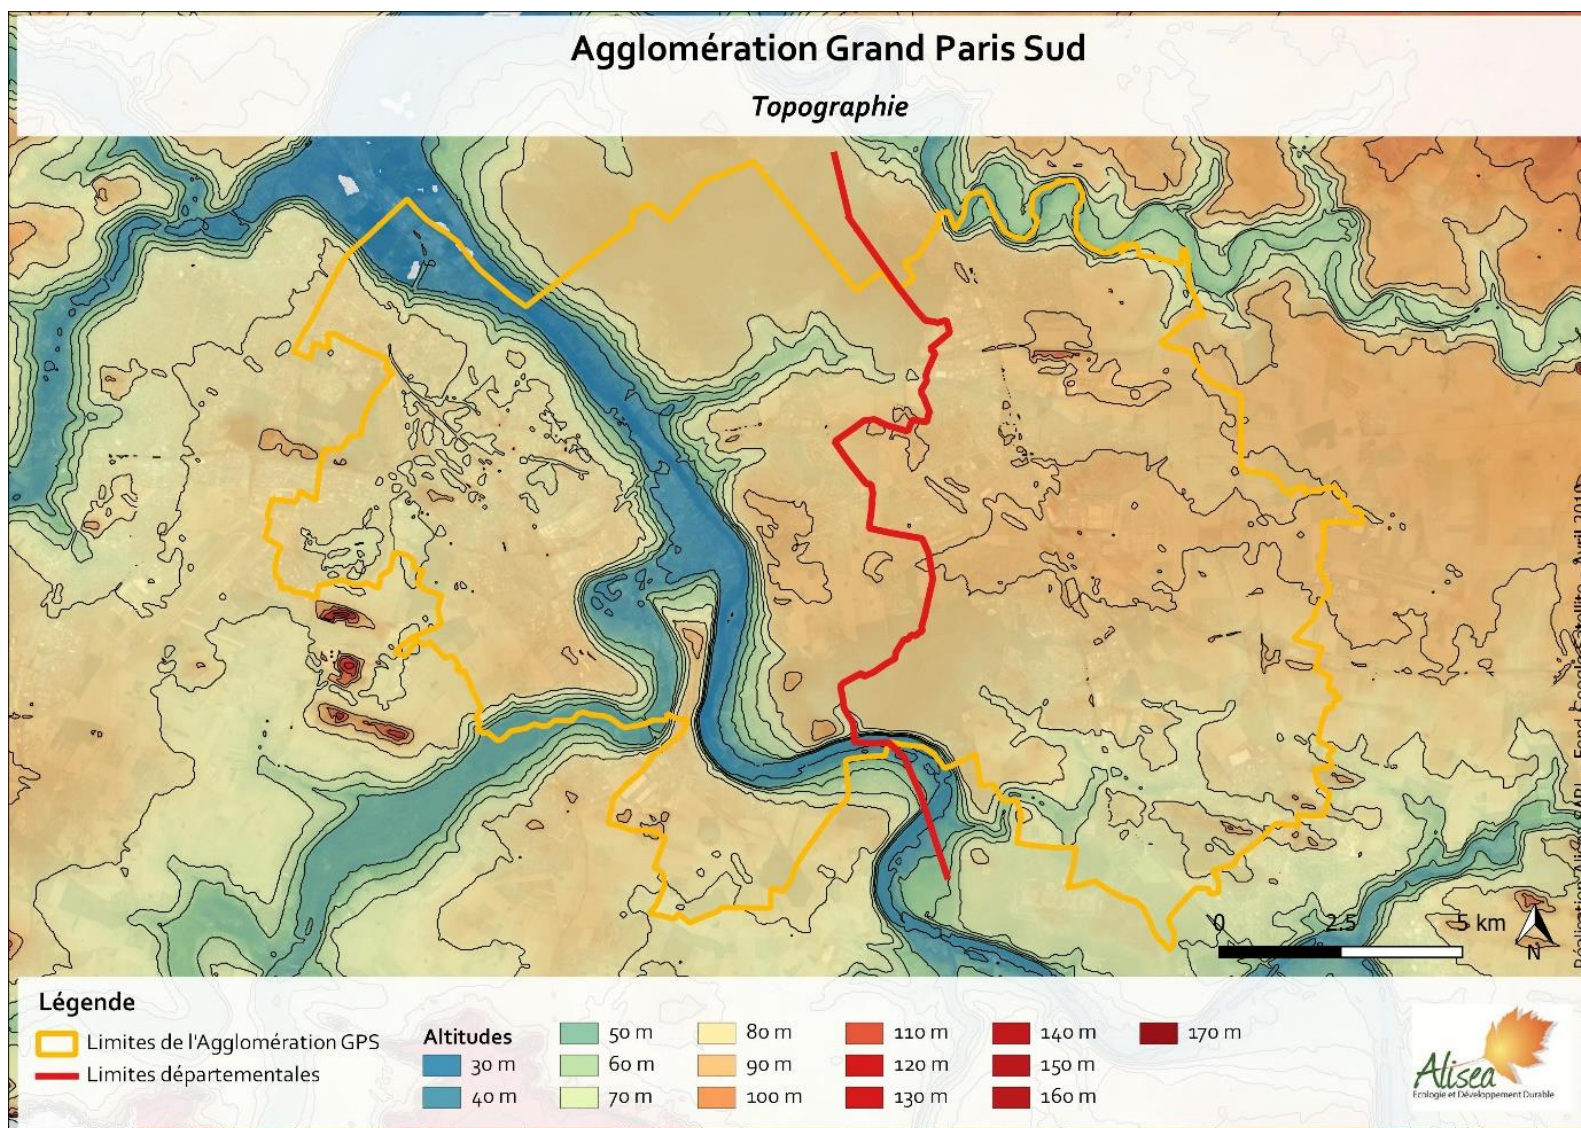 Agglomération Grand Paris Sud
Topographie
0 2.5 5 km
N
Légende
Limites de l'Agglomération GPS
Limites départementales
Altitudes
30 m
40 m
50 m
60 m
70 m
80 m
90 m
100 m
110 m
120 m
130 m
140 m
150 m
160 m
170 m
Alisea
Ecologie et Développement Durable